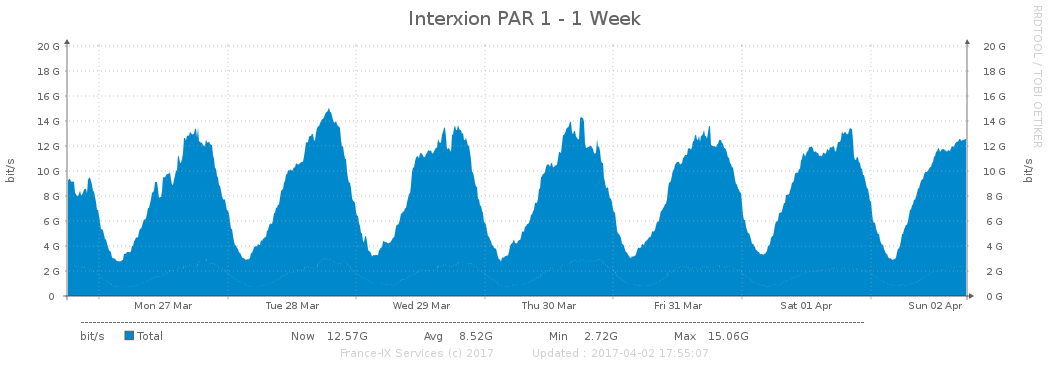 Interxion PAR 1 - 1 Week
RRDTOOL / TOBI OETIKER
bit/s
20 G 20 G
18 G 18 G
16 G 16 G
14 G 14 G
12 G 12 G
10 G 10 G
8 G 8 G
6 G 6 G
4 G 4 G
2 G 2 G
0 0 G
bit/s
Mon 27 Mar Tue 28 Mar Wed 29 Mar Thu 30 Mar Fri 31 Mar Sat 01 Apr Sun 02 Apr
bit/s Total Now 12.57G Avg 8.52G Min 2.72G Max 15.06G
France-IX Services (c) 2017 Updated : 2017-04-02 17:55:07